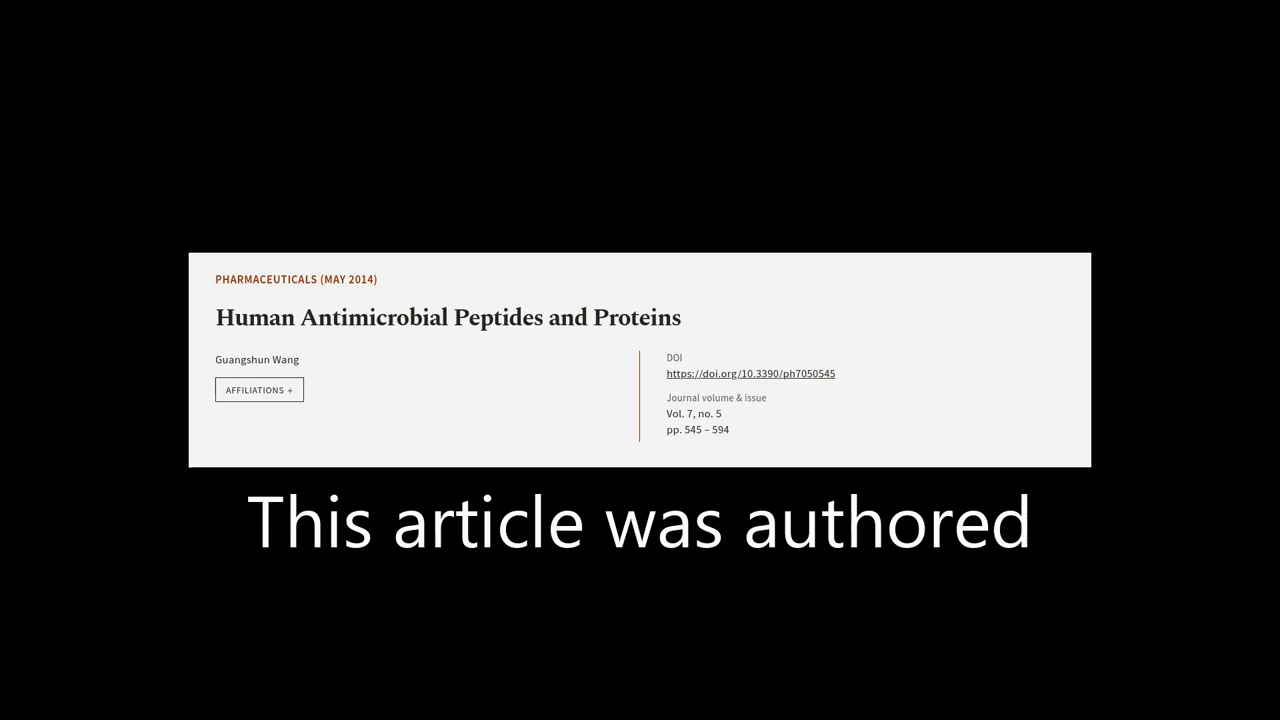 PHARMACEUTICALS (MAY 2014)
Human Antimicrobial Peptides and Proteins
Guangshun Wang
AFFILIATIONS +
DOI
https://doi.org/10.3390/ph7050545
Journal volume & issue
Vol. 7, no. 5
pp. 545 – 594
This article was authored